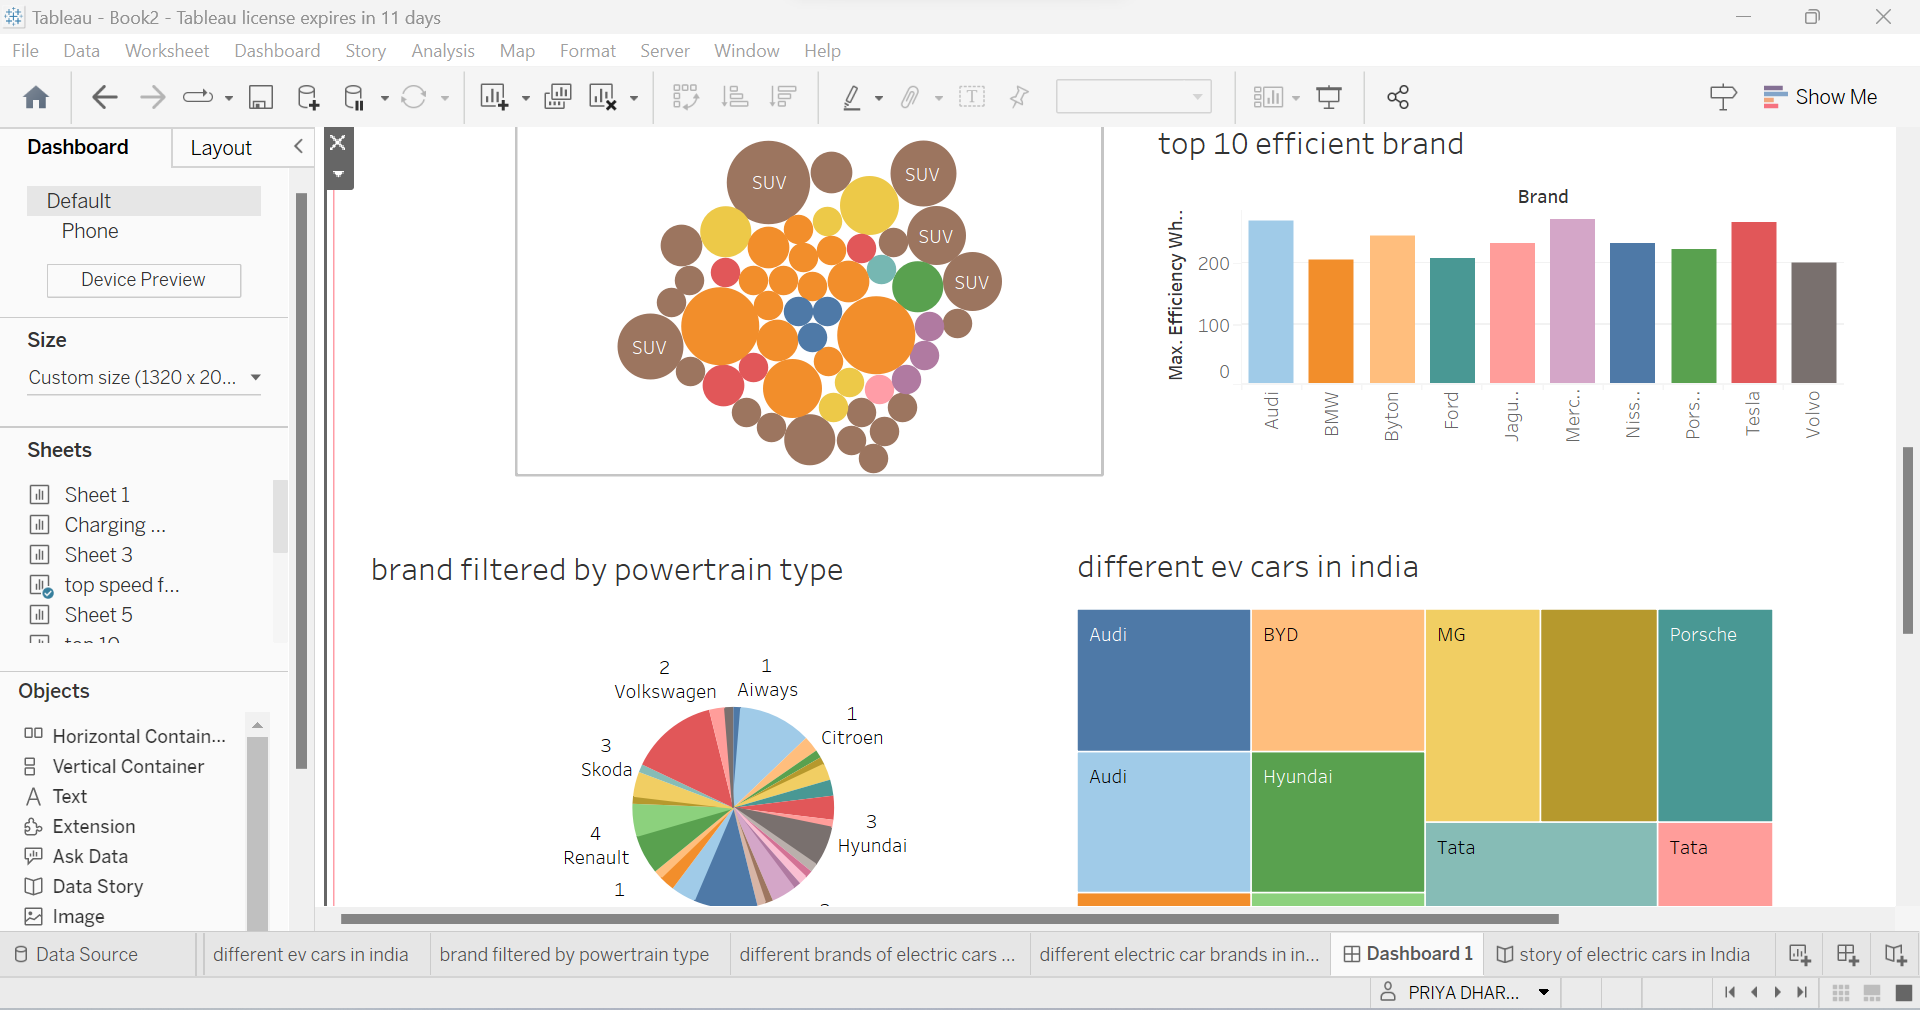 Tableau - Book2 - Tableau license expires in 11 days
File Data Worksheet Dashboard Story Analysis Map Format Server Window Help
Show Me
Dashboard Layout
Default
Phone
Device Preview
Size
Custom size (1320 x 20...
Sheets
Sheet 1
Charging ...
Sheet 3
top speed f...
Sheet 5
top 10
Objects
Horizontal Contain...
Vertical Container
Text
Extension
Ask Data
Data Story
Image
SUV
SUV
SUV
SUV
SUV
top 10 efficient brand
Brand
Max. Efficiency Wh..
200
100
0
Audi
BMW
Byton
Ford
Jagu..
Merc..
Niss..
Pors..
Tesla
Volvo
brand filtered by powertrain type
2
Volkswagen
1
Aiways
1
Citroen
3
Skoda
3
Hyundai
4
Renault
1
different ev cars in india
Audi
BYD
MG
Porsche
Audi
Hyundai
Tata
Tata
Data Source
different ev cars in india
brand filtered by powertrain type
different brands of electric cars ...
different electric car brands in in...
Dashboard 1
story of electric cars in India
PRIYA DHAR...